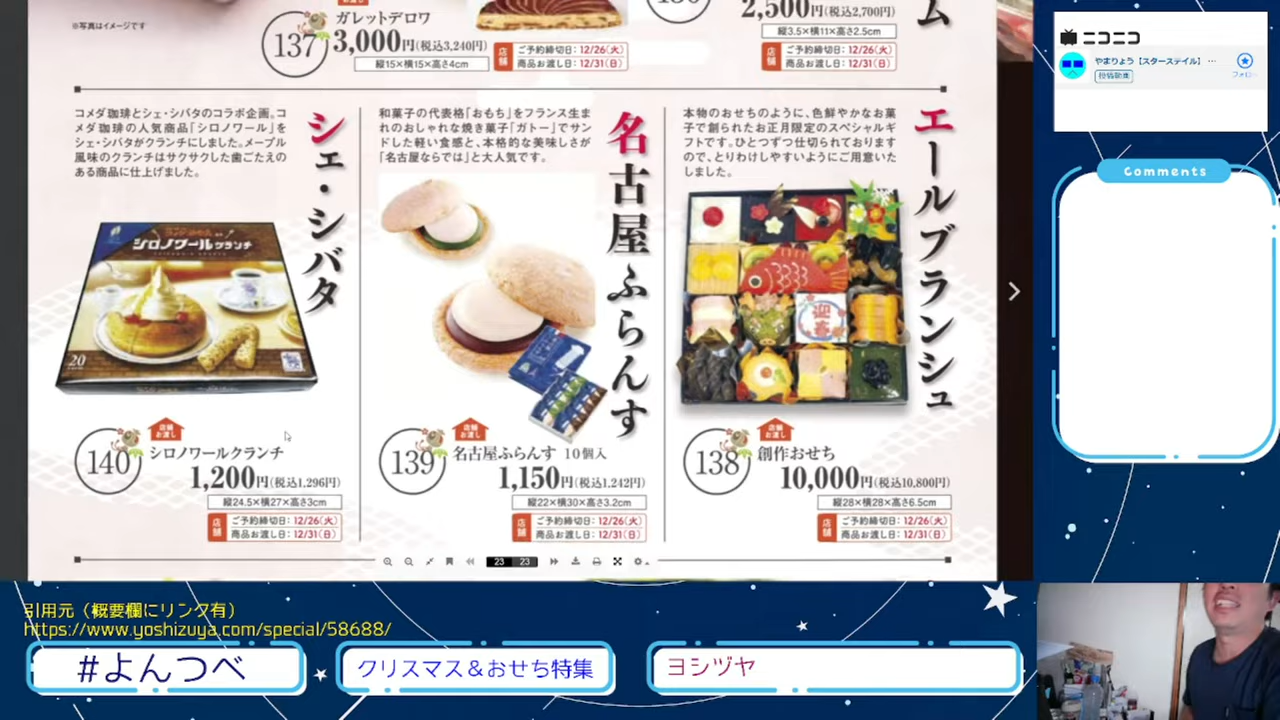 ※写真はイメージです
137
ガレットデロワ
3,000円(税込3,240円)
縦15×横15×高さ4cm
店舗
ご予約締切日：12/26(火)
商品お渡し日：12/31(日)
2,500円(税込2,700円)
縦3.5×横11×高さ2.5cm
店舗
ご予約締切日：12/26(火)
商品お渡し日：12/31(日)
ム
エールブランシュ
本物のおせちのように、色鮮やかなお菓
子で創られたお正月限定のスペシャルギ
フトです。ひとつずつ仕切られております
ので、とりわけしやすいようにご用意いた
しました。
迎春
店舗お渡し
138
創作おせち
10,000円(税込10,800円)
縦28×横28×高さ6.5cm
店舗
ご予約締切日：12/26(火)
商品お渡し日：12/31(日)
名古屋ふらんす
和菓子の代表格「おもち」をフランス生ま
れのおしゃれな焼き菓子「ガトー」でサン
ドした軽い食感と、本格的な美味しさが
「名古屋ならでは」と大人気です。
店舗お渡し
139
名古屋ふらんす 10個入
1,150円(税込1,242円)
縦22×横30×高さ3.2cm
店舗
ご予約締切日：12/26(火)
商品お渡し日：12/31(日)
シェ・シバタ
コメダ珈琲とシェ・シバタのコラボ企画。コ
メダ珈琲の人気商品「シロノワール」を
シェ・シバタがクランチにしました。メープル
風味のクランチはサクサクした歯ごたえの
ある商品に仕上げました。
シロノワールクランチ
20
店舗お渡し
140
シロノワールクランチ
1,200円(税込1,296円)
縦24.5×横27×高さ3cm
店舗
ご予約締切日：12/26(火)
商品お渡し日：12/31(日)
23 23
ニコニコ
やまりょう【スターステイル】 …
投稿動画
フォロー
Comments
引用元（概要欄にリンク有）
https://www.yoshizuya.com/special/58688/
#よんつべ
クリスマス＆おせち特集
ヨシヅヤ